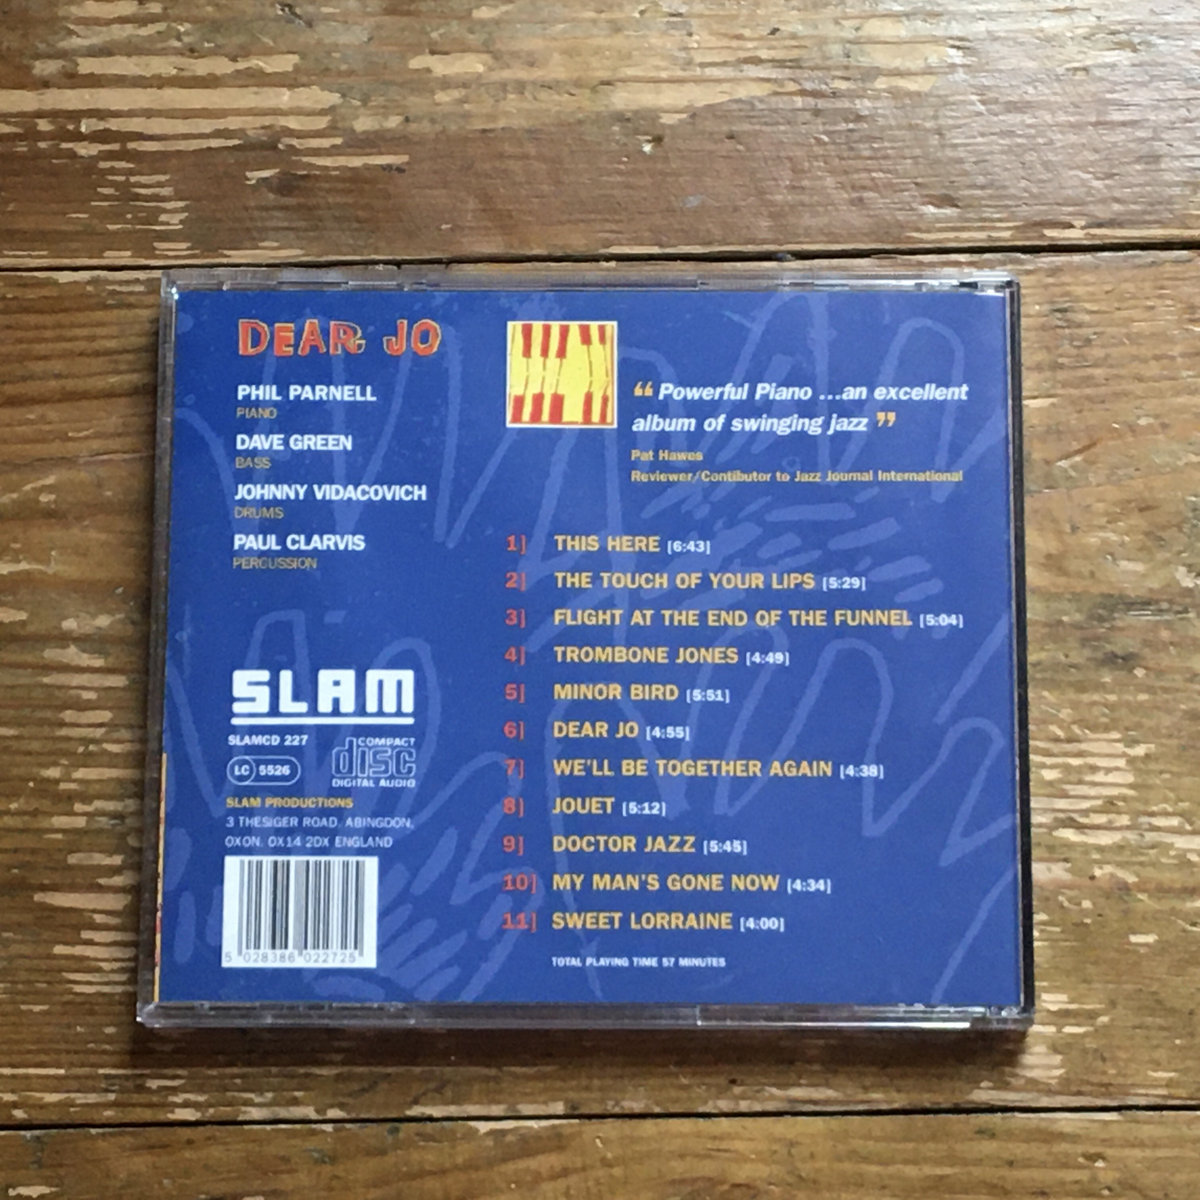 DEAR JO
PHIL PARNELL
PIANO
DAVE GREEN
BASS
JOHNNY VIDACOVICH
DRUMS
PAUL CLARVIS
PERCUSSION
“Powerful Piano ...an excellent
album of swinging jazz”
Pat Hawes
Reviewer/Contibutor to Jazz Journal International
1] THIS HERE [6:43]
2] THE TOUCH OF YOUR LIPS [5:29]
3] FLIGHT AT THE END OF THE FUNNEL [5:04]
4] TROMBONE JONES [4:49]
5] MINOR BIRD [5:51]
6] DEAR JO [4:55]
7] WE'LL BE TOGETHER AGAIN [4:38]
8] JOUET [5:12]
9] DOCTOR JAZZ [5:45]
10] MY MAN'S GONE NOW [4:34]
11] SWEET LORRAINE [4:00]
TOTAL PLAYING TIME 57 MINUTES
SLAM
SLAMCD 227
LC 5526
COMPACT
disc
DIGITAL AUDIO
SLAM PRODUCTIONS
3 THESIGER ROAD, ABINGDON,
OXON. OX14 2DX ENGLAND
5 028386 022725